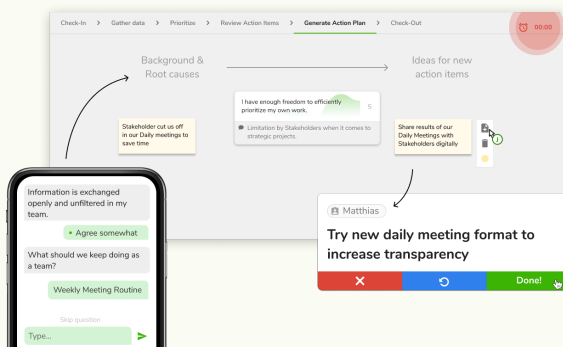 Check-In > Gather data > Prioritize > Review Action Items > Generate Action Plan > Check-Out
00:00
Background &
Root causes
Ideas for new
action items
I have enough freedom to efficiently
prioritize my own work.
5
Limitation by Stakeholders when it comes to
strategic projects.
Stakeholder cut us off
in our Daily meetings to
save time
Share results of our
Daily Meetings with
Stakeholders digitally
J
Information is exchanged
openly and unfiltered in my
team.
• Agree somewhat
What should we keep doing as
a team?
Weekly Meeting Routine
Skip question
Type...
Matthias
Try new daily meeting format to
increase transparency
Done!